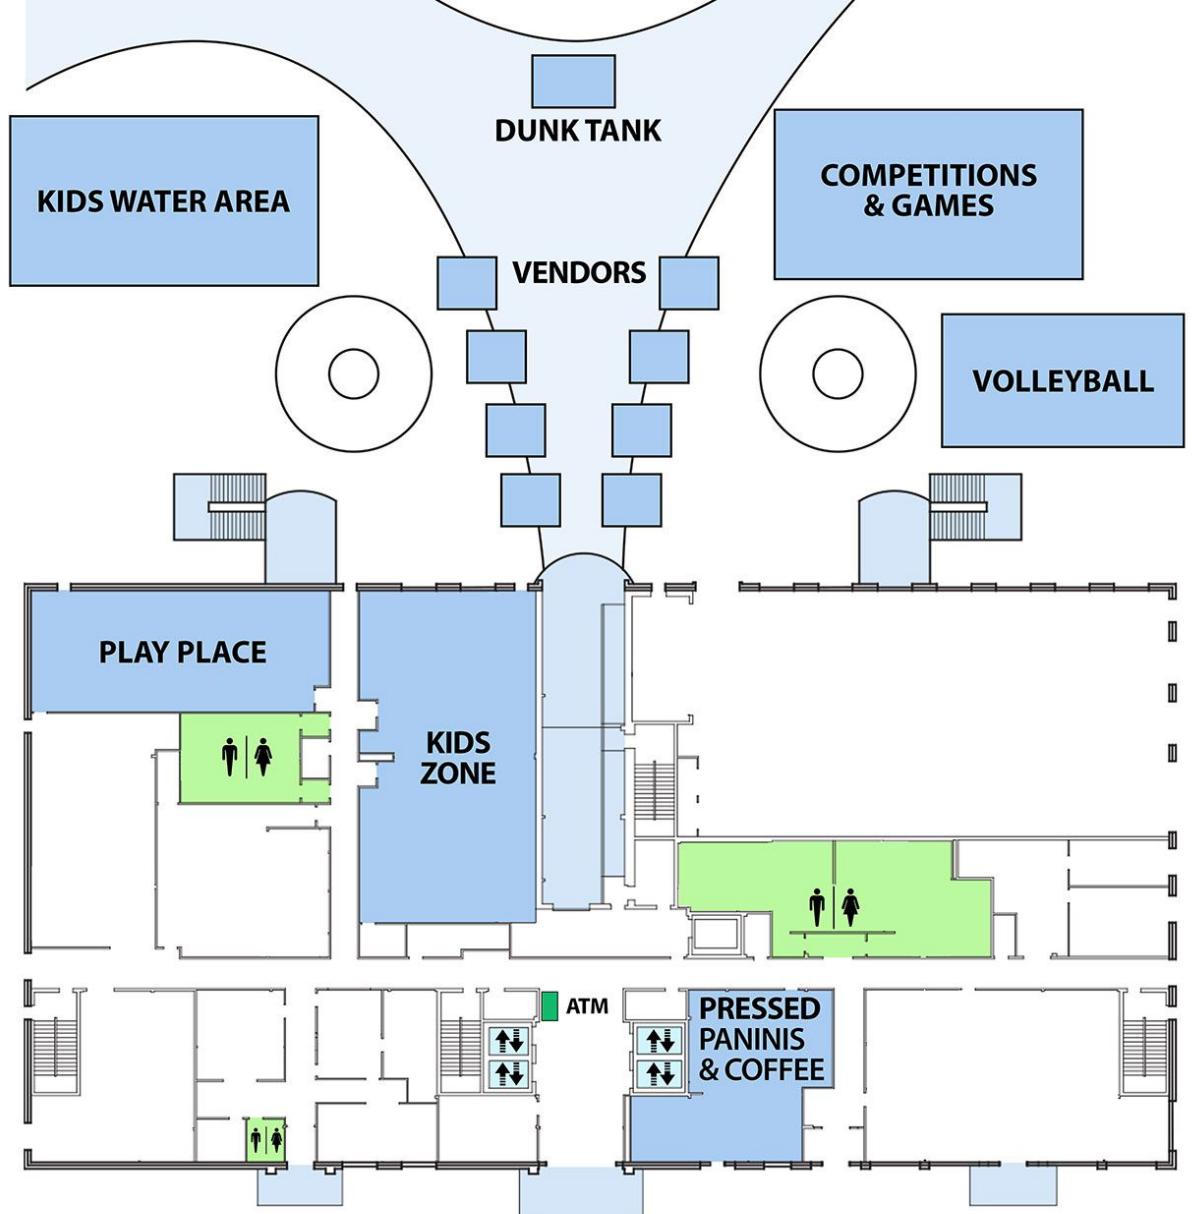 DUNK TANK
KIDS WATER AREA
COMPETITIONS
& GAMES
VENDORS
VOLLEYBALL
PLAY PLACE
KIDS
ZONE
ATM
PRESSED
PANINIS
& COFFEE